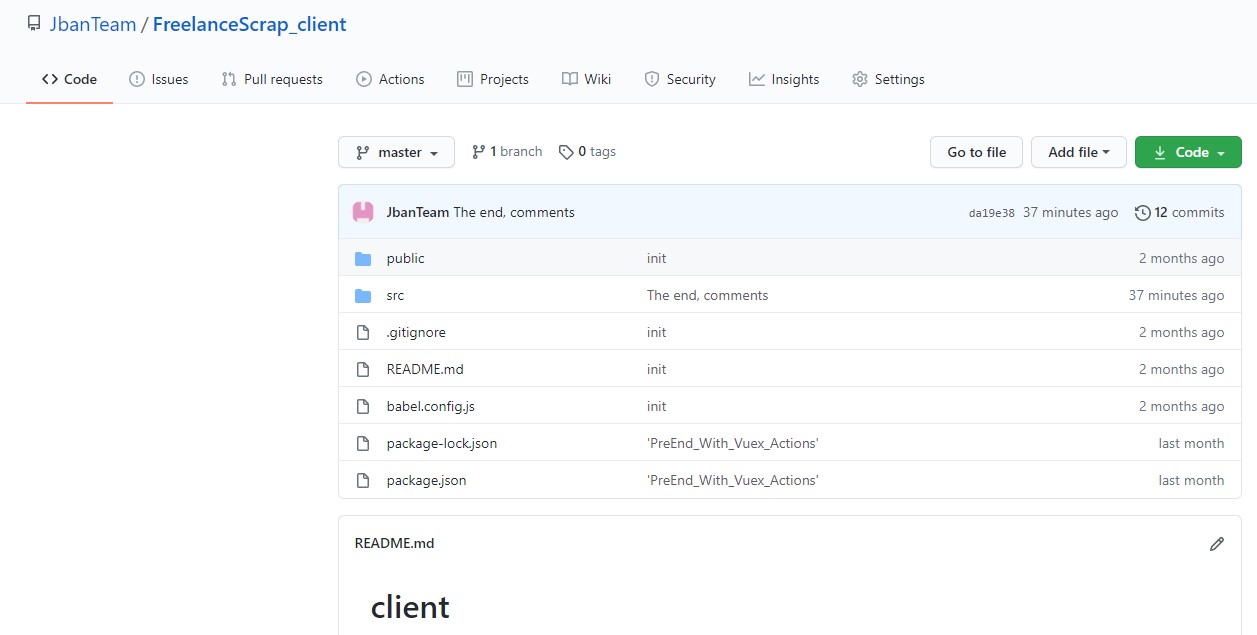 JbanTeam / FreelanceScrap_client
Code Issues Pull requests Actions Projects Wiki Security Insights Settings
master 1 branch 0 tags Go to file Add file Code
JbanTeam The end, comments da19e38 37 minutes ago 12 commits
public init 2 months ago
src The end, comments 37 minutes ago
.gitignore init 2 months ago
README.md init 2 months ago
babel.config.js init 2 months ago
package-lock.json 'PreEnd_With_Vuex_Actions' last month
package.json 'PreEnd_With_Vuex_Actions' last month
README.md
client